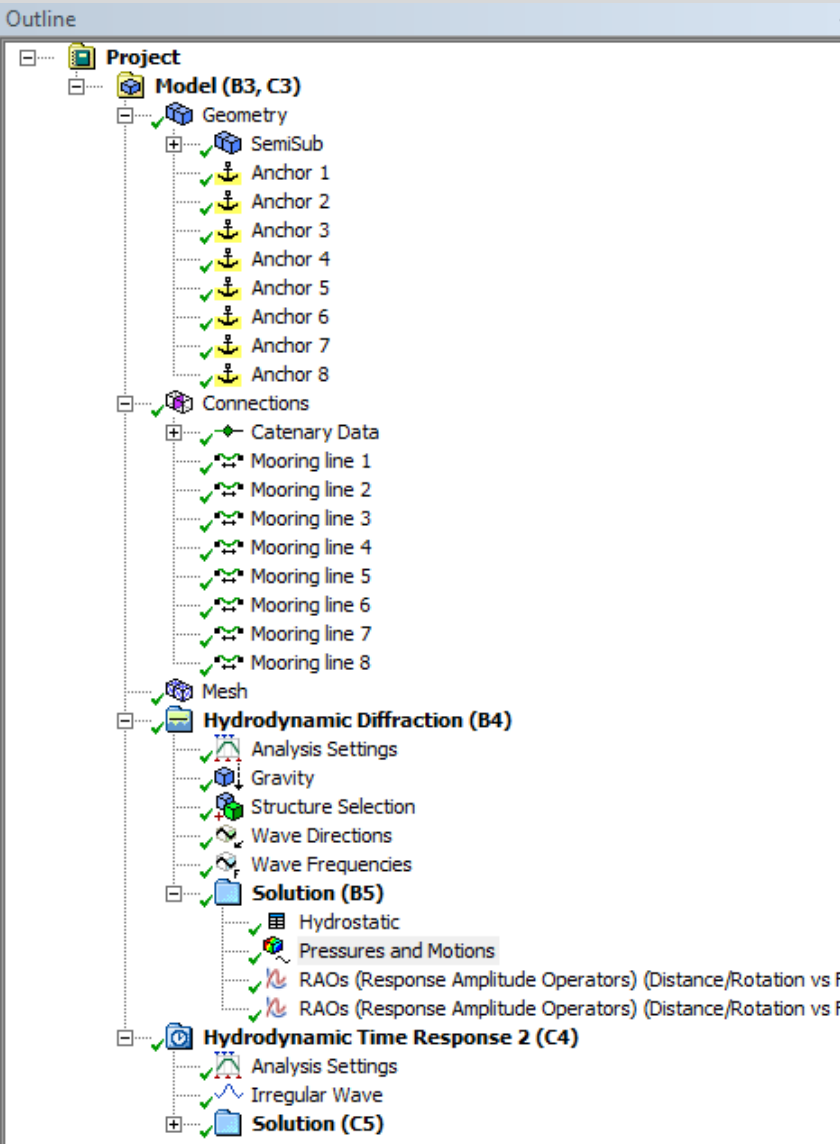 Outline
Project
Model (B3, C3)
Geometry
SemiSub
Anchor 1
Anchor 2
Anchor 3
Anchor 4
Anchor 5
Anchor 6
Anchor 7
Anchor 8
Connections
Catenary Data
Mooring line 1
Mooring line 2
Mooring line 3
Mooring line 4
Mooring line 5
Mooring line 6
Mooring line 7
Mooring line 8
Mesh
Hydrodynamic Diffraction (B4)
Analysis Settings
Gravity
Structure Selection
Wave Directions
Wave Frequencies
Solution (B5)
Hydrostatic
Pressures and Motions
RAOs (Response Amplitude Operators) (Distance/Rotation vs
RAOs (Response Amplitude Operators) (Distance/Rotation vs
Hydrodynamic Time Response 2 (C4)
Analysis Settings
Irregular Wave
Solution (C5)